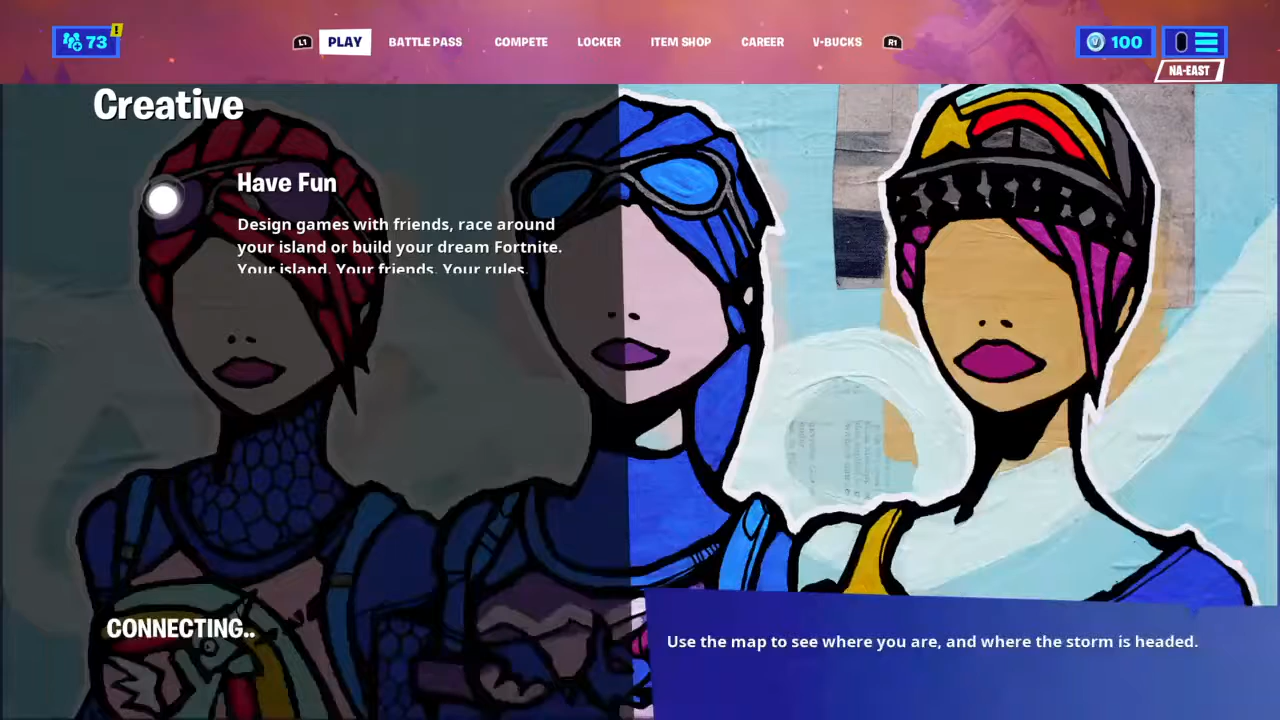 73
!
L1
PLAY
BATTLE PASS
COMPETE
LOCKER
ITEM SHOP
CAREER
V-BUCKS
R1
100
NA-EAST
Creative
Have Fun
Design games with friends, race around
your island or build your dream Fortnite.
Your island. Your friends. Your rules.
CONNECTING..
Use the map to see where you are, and where the storm is headed.